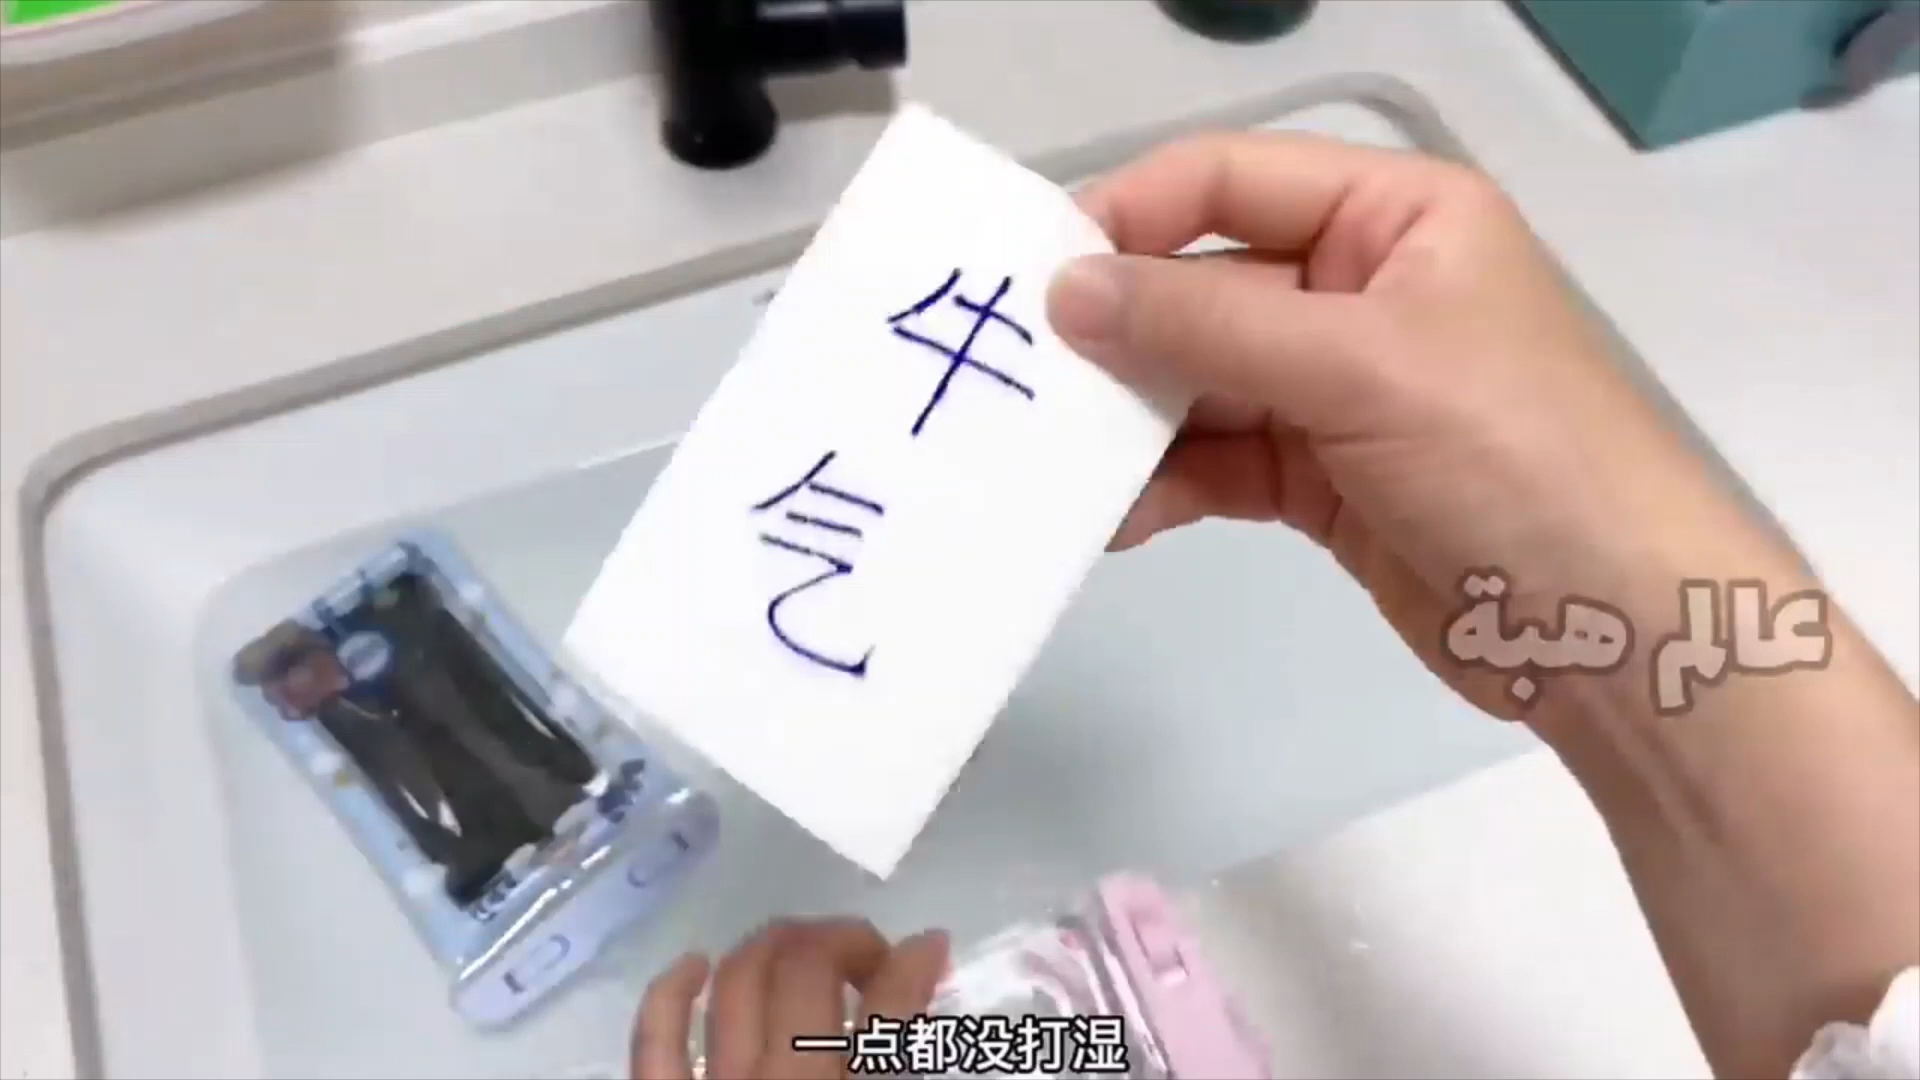 牛
气
عالم هبة
一点都没打湿